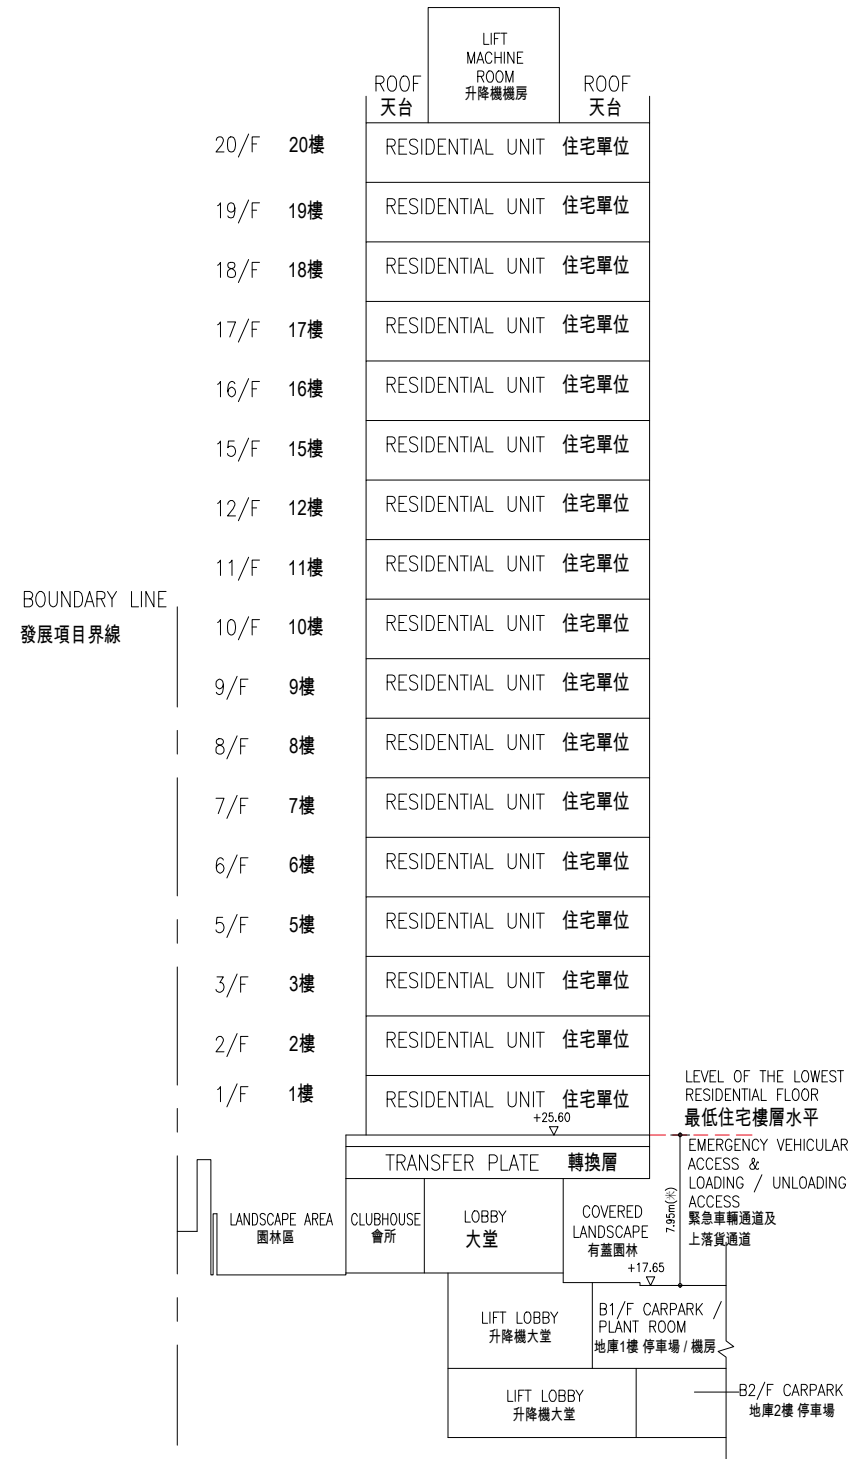 LIFT
MACHINE
ROOM
升降機機房
ROOF
天台
ROOF
天台
20/F 20樓 RESIDENTIAL UNIT 住宅單位
19/F 19樓 RESIDENTIAL UNIT 住宅單位
18/F 18樓 RESIDENTIAL UNIT 住宅單位
17/F 17樓 RESIDENTIAL UNIT 住宅單位
16/F 16樓 RESIDENTIAL UNIT 住宅單位
15/F 15樓 RESIDENTIAL UNIT 住宅單位
12/F 12樓 RESIDENTIAL UNIT 住宅單位
11/F 11樓 RESIDENTIAL UNIT 住宅單位
BOUNDARY LINE
發展項目界線
10/F 10樓 RESIDENTIAL UNIT 住宅單位
9/F 9樓 RESIDENTIAL UNIT 住宅單位
8/F 8樓 RESIDENTIAL UNIT 住宅單位
7/F 7樓 RESIDENTIAL UNIT 住宅單位
6/F 6樓 RESIDENTIAL UNIT 住宅單位
5/F 5樓 RESIDENTIAL UNIT 住宅單位
3/F 3樓 RESIDENTIAL UNIT 住宅單位
2/F 2樓 RESIDENTIAL UNIT 住宅單位
1/F 1樓 RESIDENTIAL UNIT 住宅單位
+25.60
LEVEL OF THE LOWEST
RESIDENTIAL FLOOR
最低住宅樓層水平
EMERGENCY VEHICULAR
ACCESS &
LOADING / UNLOADING
ACCESS
緊急車輛通道及
上落貨通道
7.95m(米)
TRANSFER PLATE 轉換層
LANDSCAPE AREA
園林區
CLUBHOUSE
會所
LOBBY
大堂
COVERED
LANDSCAPE
有蓋園林
+17.65
LIFT LOBBY
升降機大堂
B1/F CARPARK /
PLANT ROOM
地庫1樓 停車場 / 機房
LIFT LOBBY
升降機大堂
B2/F CARPARK
地庫2樓 停車場